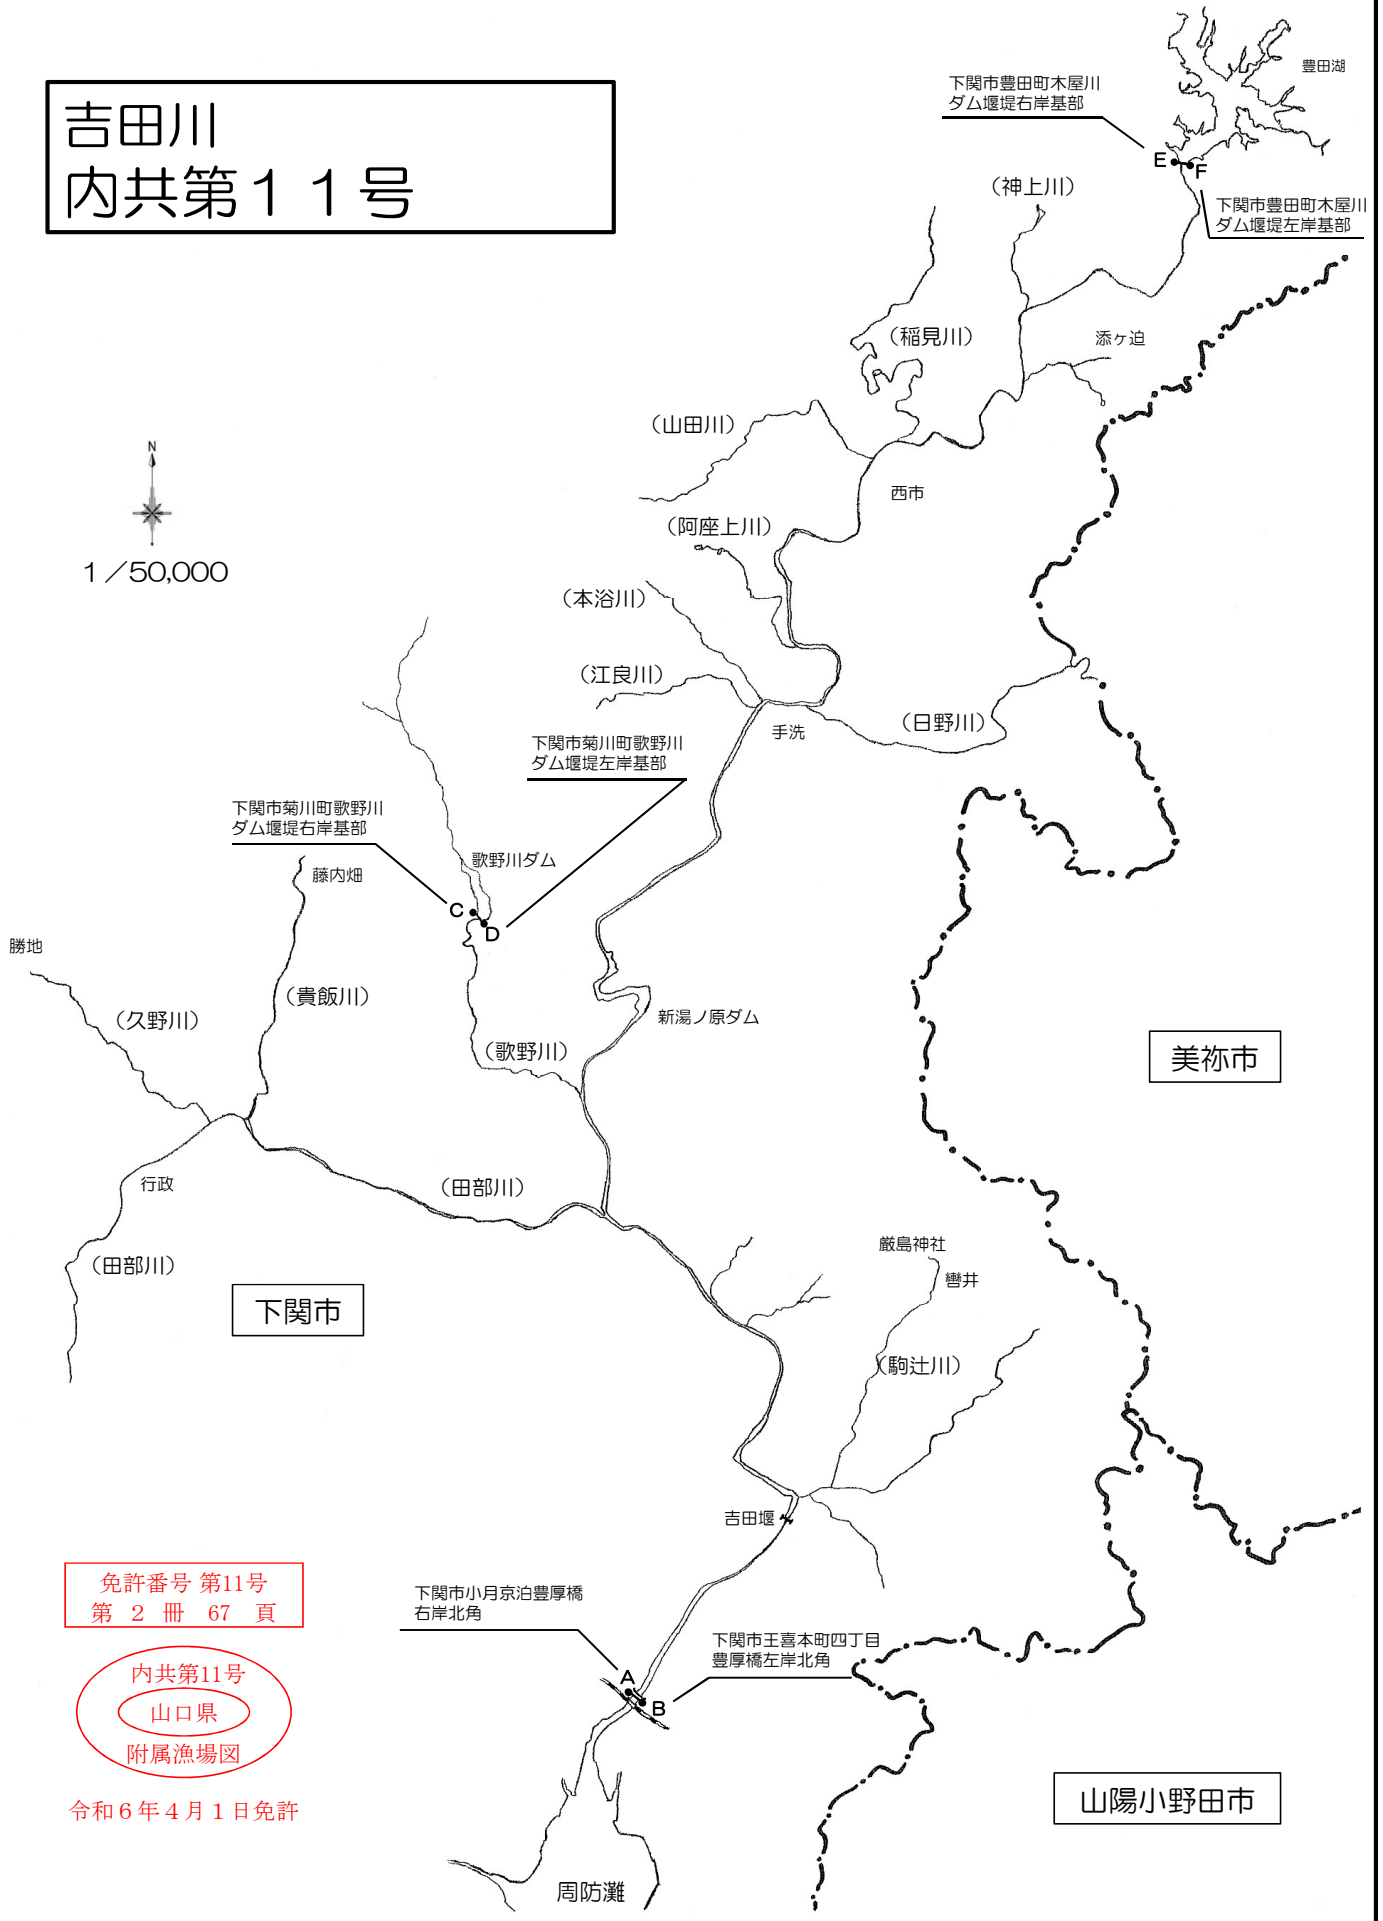 吉田川
内共第１１号
豊田湖
下関市豊田町木屋川
ダム堰堤右岸基部
E
F
下関市豊田町木屋川
ダム堰堤左岸基部
（神上川）
（稲見川）
添ヶ迫
（山田川）
西市
N
1／50,000
（阿座上川）
（本浴川）
（江良川）
（日野川）
手洗
下関市菊川町歌野川
ダム堰堤左岸基部
下関市菊川町歌野川
ダム堰堤右岸基部
歌野川ダム
藤内畑
C
D
勝地
（貴飯川）
（久野川）
新湯ノ原ダム
（歌野川）
美祢市
行政
（田部川）
（田部川）
厳島神社
轡井
下関市
（駒辻川）
吉田堰
免許番号 第11号
第 2 冊 67 頁
下関市小月京泊豊厚橋
右岸北角
下関市王喜本町四丁目
豊厚橋左岸北角
A
B
内共第11号
山口県
附属漁場図
令和６年４月１日免許
山陽小野田市
周防灘